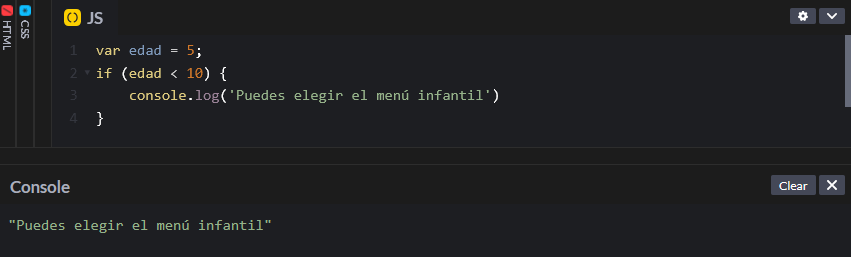 HTML
CSS
JS
1 var edad = 5;
2 if (edad < 10) {
3 console.log('Puedes elegir el menú infantil')
4 }
Console
Clear
"Puedes elegir el menú infantil"